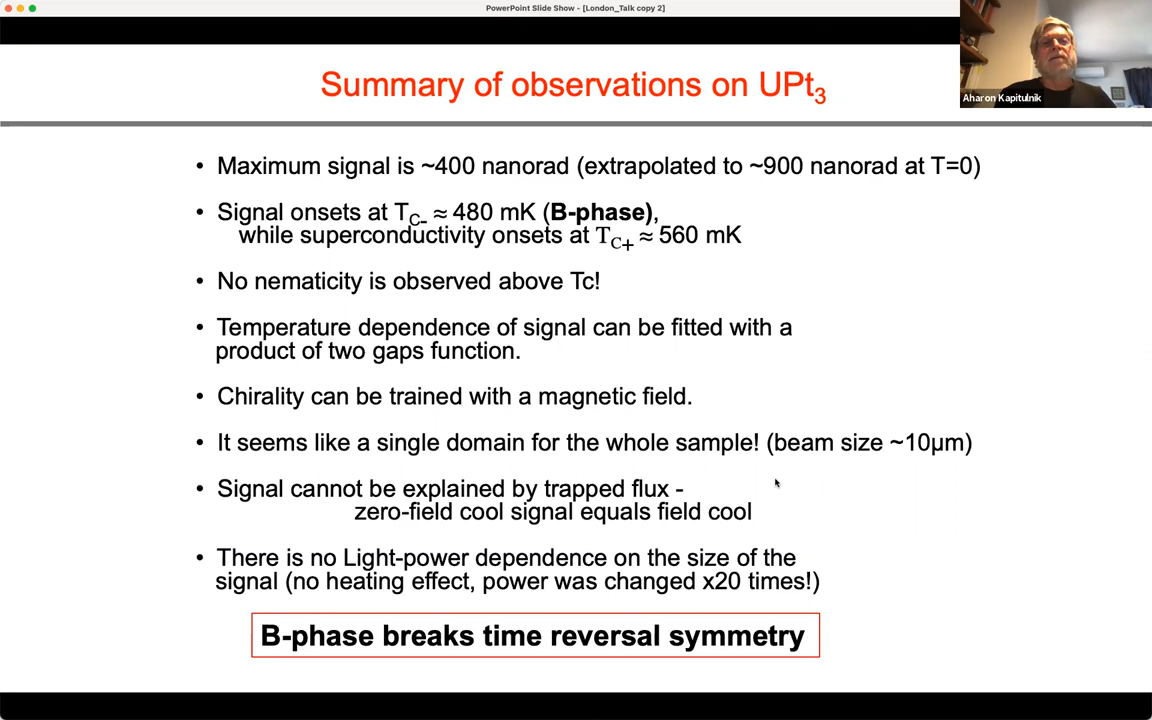 PowerPoint Slide Show - [London_Talk copy 2]
Aharon Kapitulnik
Summary of observations on UPt₃
• Maximum signal is ~400 nanorad (extrapolated to ~900 nanorad at T=0)
• Signal onsets at T_C- ≈ 480 mK (B-phase),
while superconductivity onsets at T_C+ ≈ 560 mK
• No nematicity is observed above Tc!
• Temperature dependence of signal can be fitted with a
product of two gaps function.
• Chirality can be trained with a magnetic field.
• It seems like a single domain for the whole sample! (beam size ~10μm)
• Signal cannot be explained by trapped flux -
zero-field cool signal equals field cool
• There is no Light-power dependence on the size of the
signal (no heating effect, power was changed x20 times!)
B-phase breaks time reversal symmetry